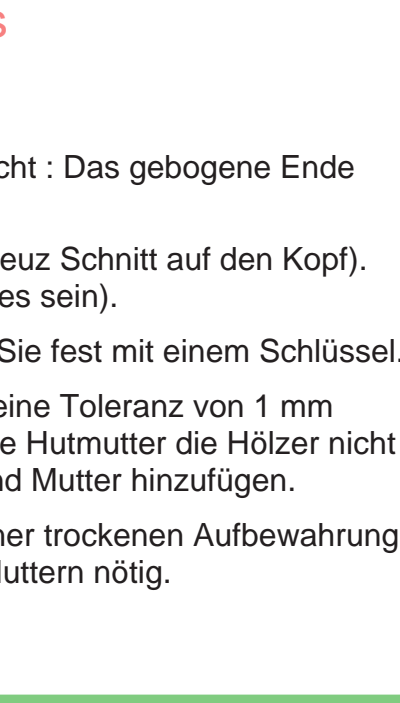 s
cht : Das gebogene Ende
euz Schnitt auf den Kopf).
es sein).
Sie fest mit einem Schlüssel.
eine Toleranz von 1 mm
e Hutmutter die Hölzer nicht
nd Mutter hinzufügen.
ner trockenen Aufbewahrung
luttern nötig.